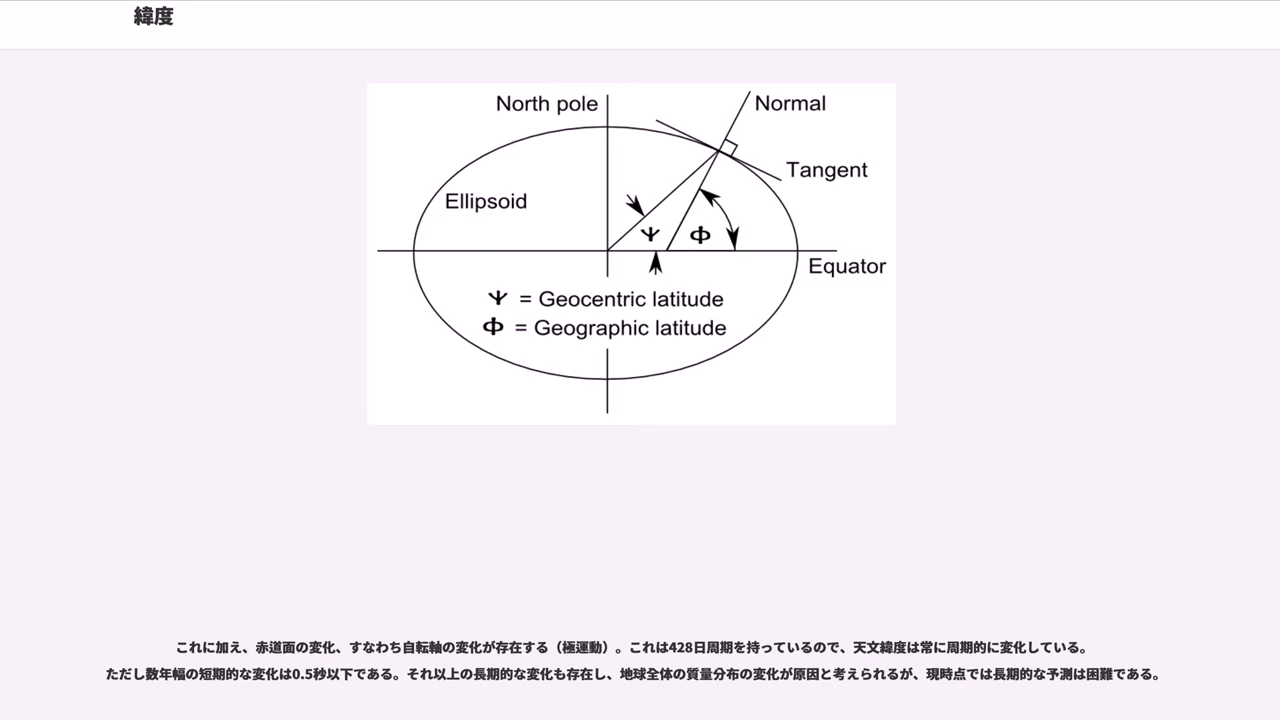 緯度
North pole
Normal
Tangent
Ellipsoid
Ψ Φ
Equator
Ψ = Geocentric latitude
Φ = Geographic latitude
これに加え、赤道面の変化、すなわち自転軸の変化が存在する（極運動）。これは428日周期を持っているので、天文緯度は常に周期的に変化している。
ただし数年幅の短期的な変化は0.5秒以下である。それ以上の長期的な変化も存在し、地球全体の質量分布の変化が原因と考えられるが、現時点では長期的な予測は困難である。